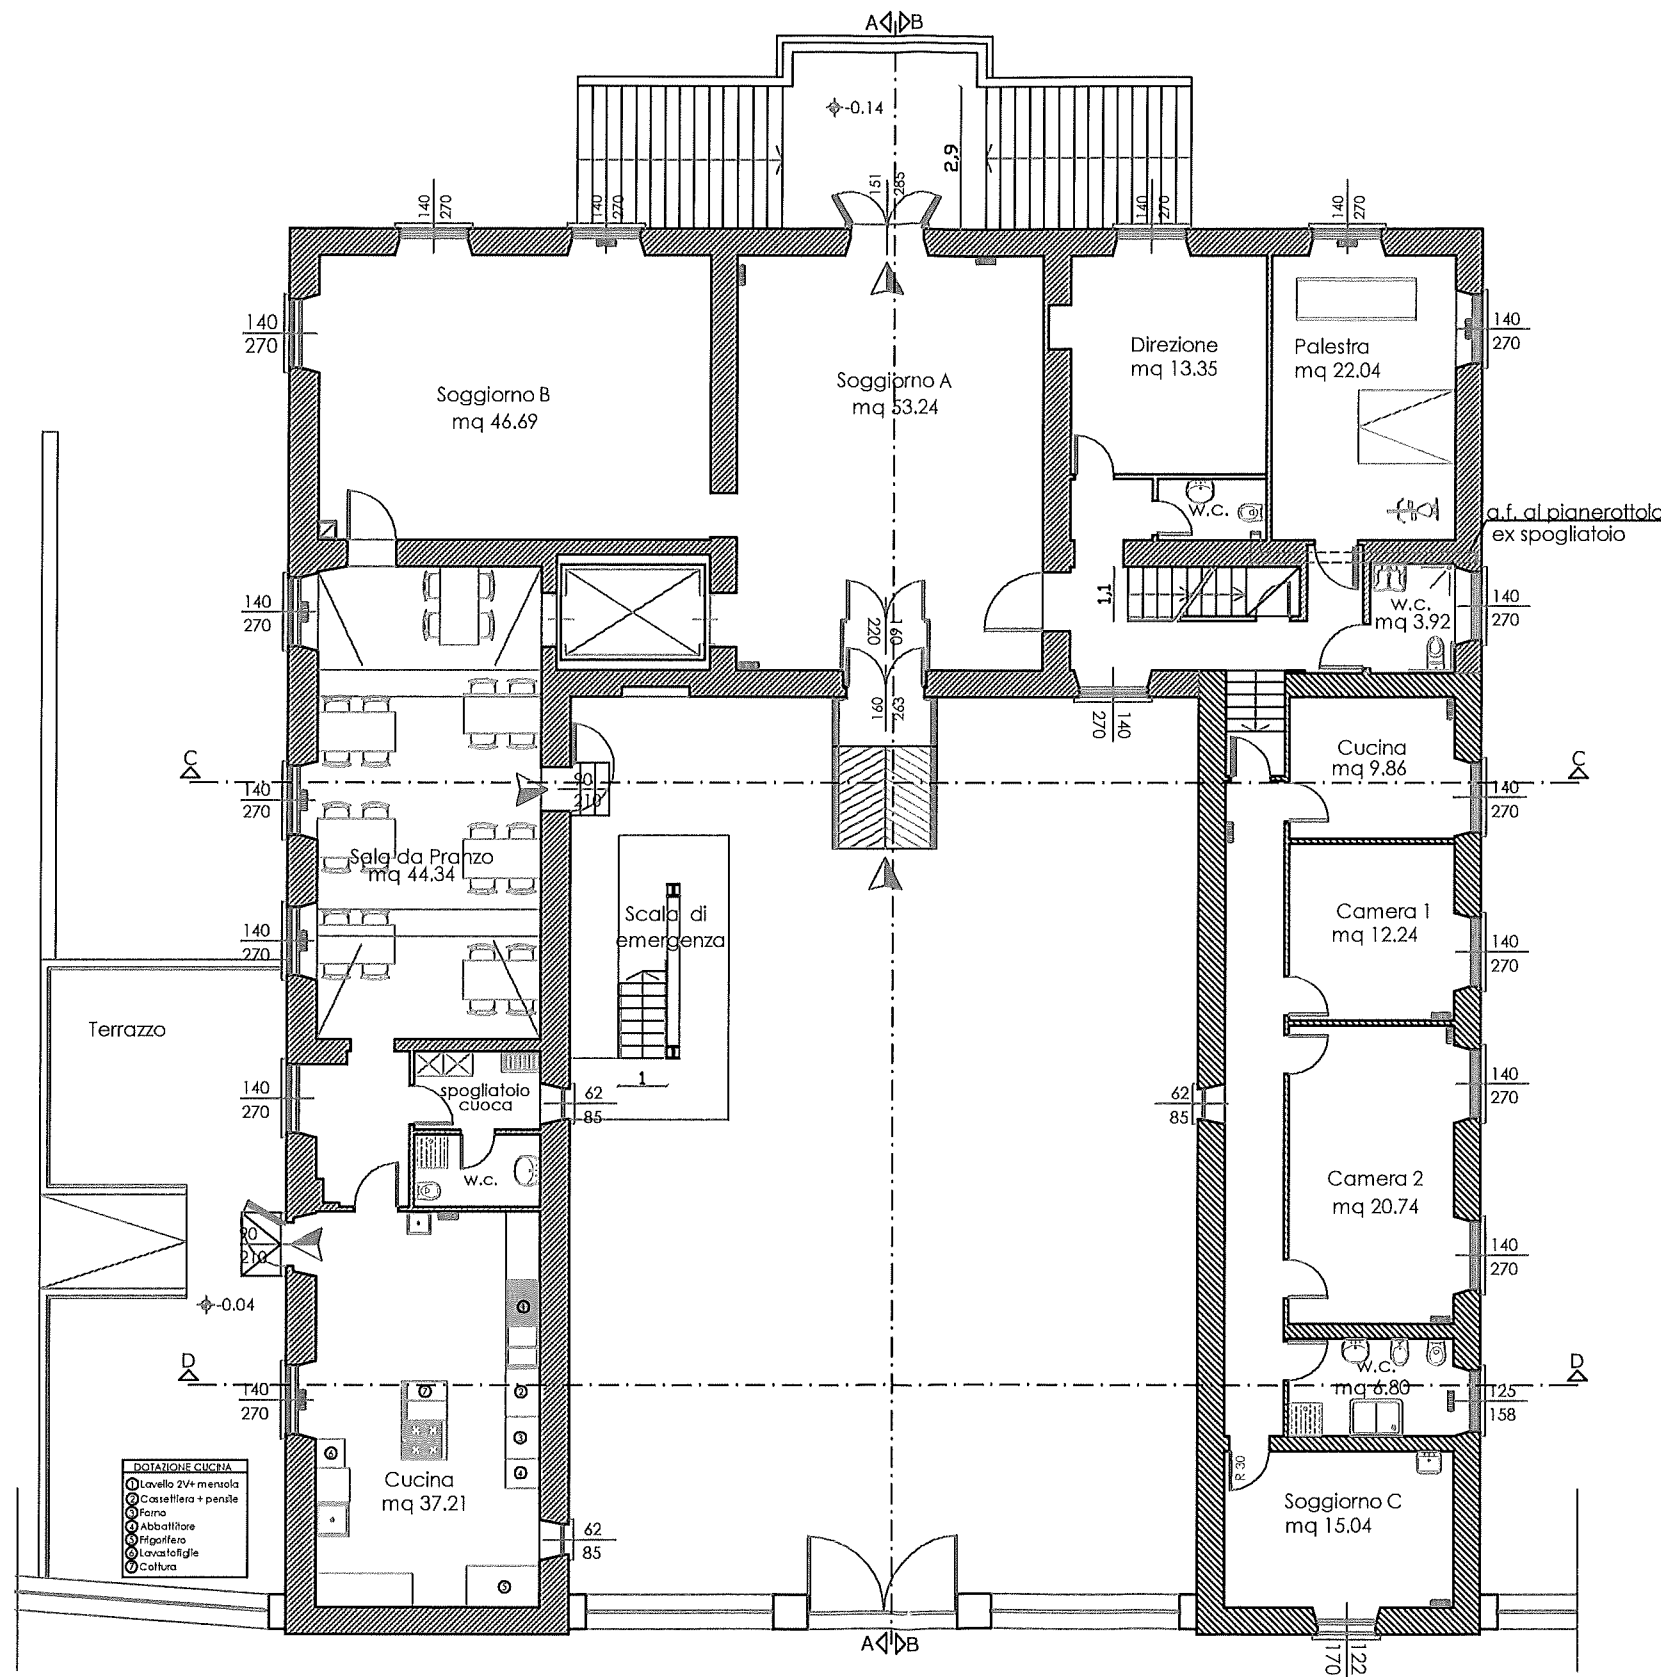 A B
-0.14
2,9
151
285
140
270
140
270
140
270
140
270
140
270
140
270
Soggiorno B
mq 46.69
Soggiorno A
mq 53.24
Direzione
mq 13.35
Palestra
mq 22.04
w.c.
a.f. al pianerottolo
ex spogliatoio
140
270
1,1
w.c.
mq 3.92
140
270
220
160
160
263
140
270
C
C
90
210
140
270
Cucina
mq 9.86
140
270
Sala da Pranzo
mq 44.34
Scala di
emergenza
Camera 1
mq 12.24
140
270
140
270
Terrazzo
1
spogliatoio
cuoca
62
85
62
85
140
270
140
270
w.c.
Camera 2
mq 20.74
90
210
140
270
-0.04
1
D
D
w.c.
mq 6.80
140
270
125
158
7
2
3
4
6
R 30
DOTAZIONE CUCINA
1 Lavello 2V+ mensola
2 Cassettiera + pensile
3 Forno
4 Abbattitore
5 Frigorifero
6 Lavastoviglie
7 Cottura
Cucina
mq 37.21
Soggiorno C
mq 15.04
62
85
5
A B
122
170